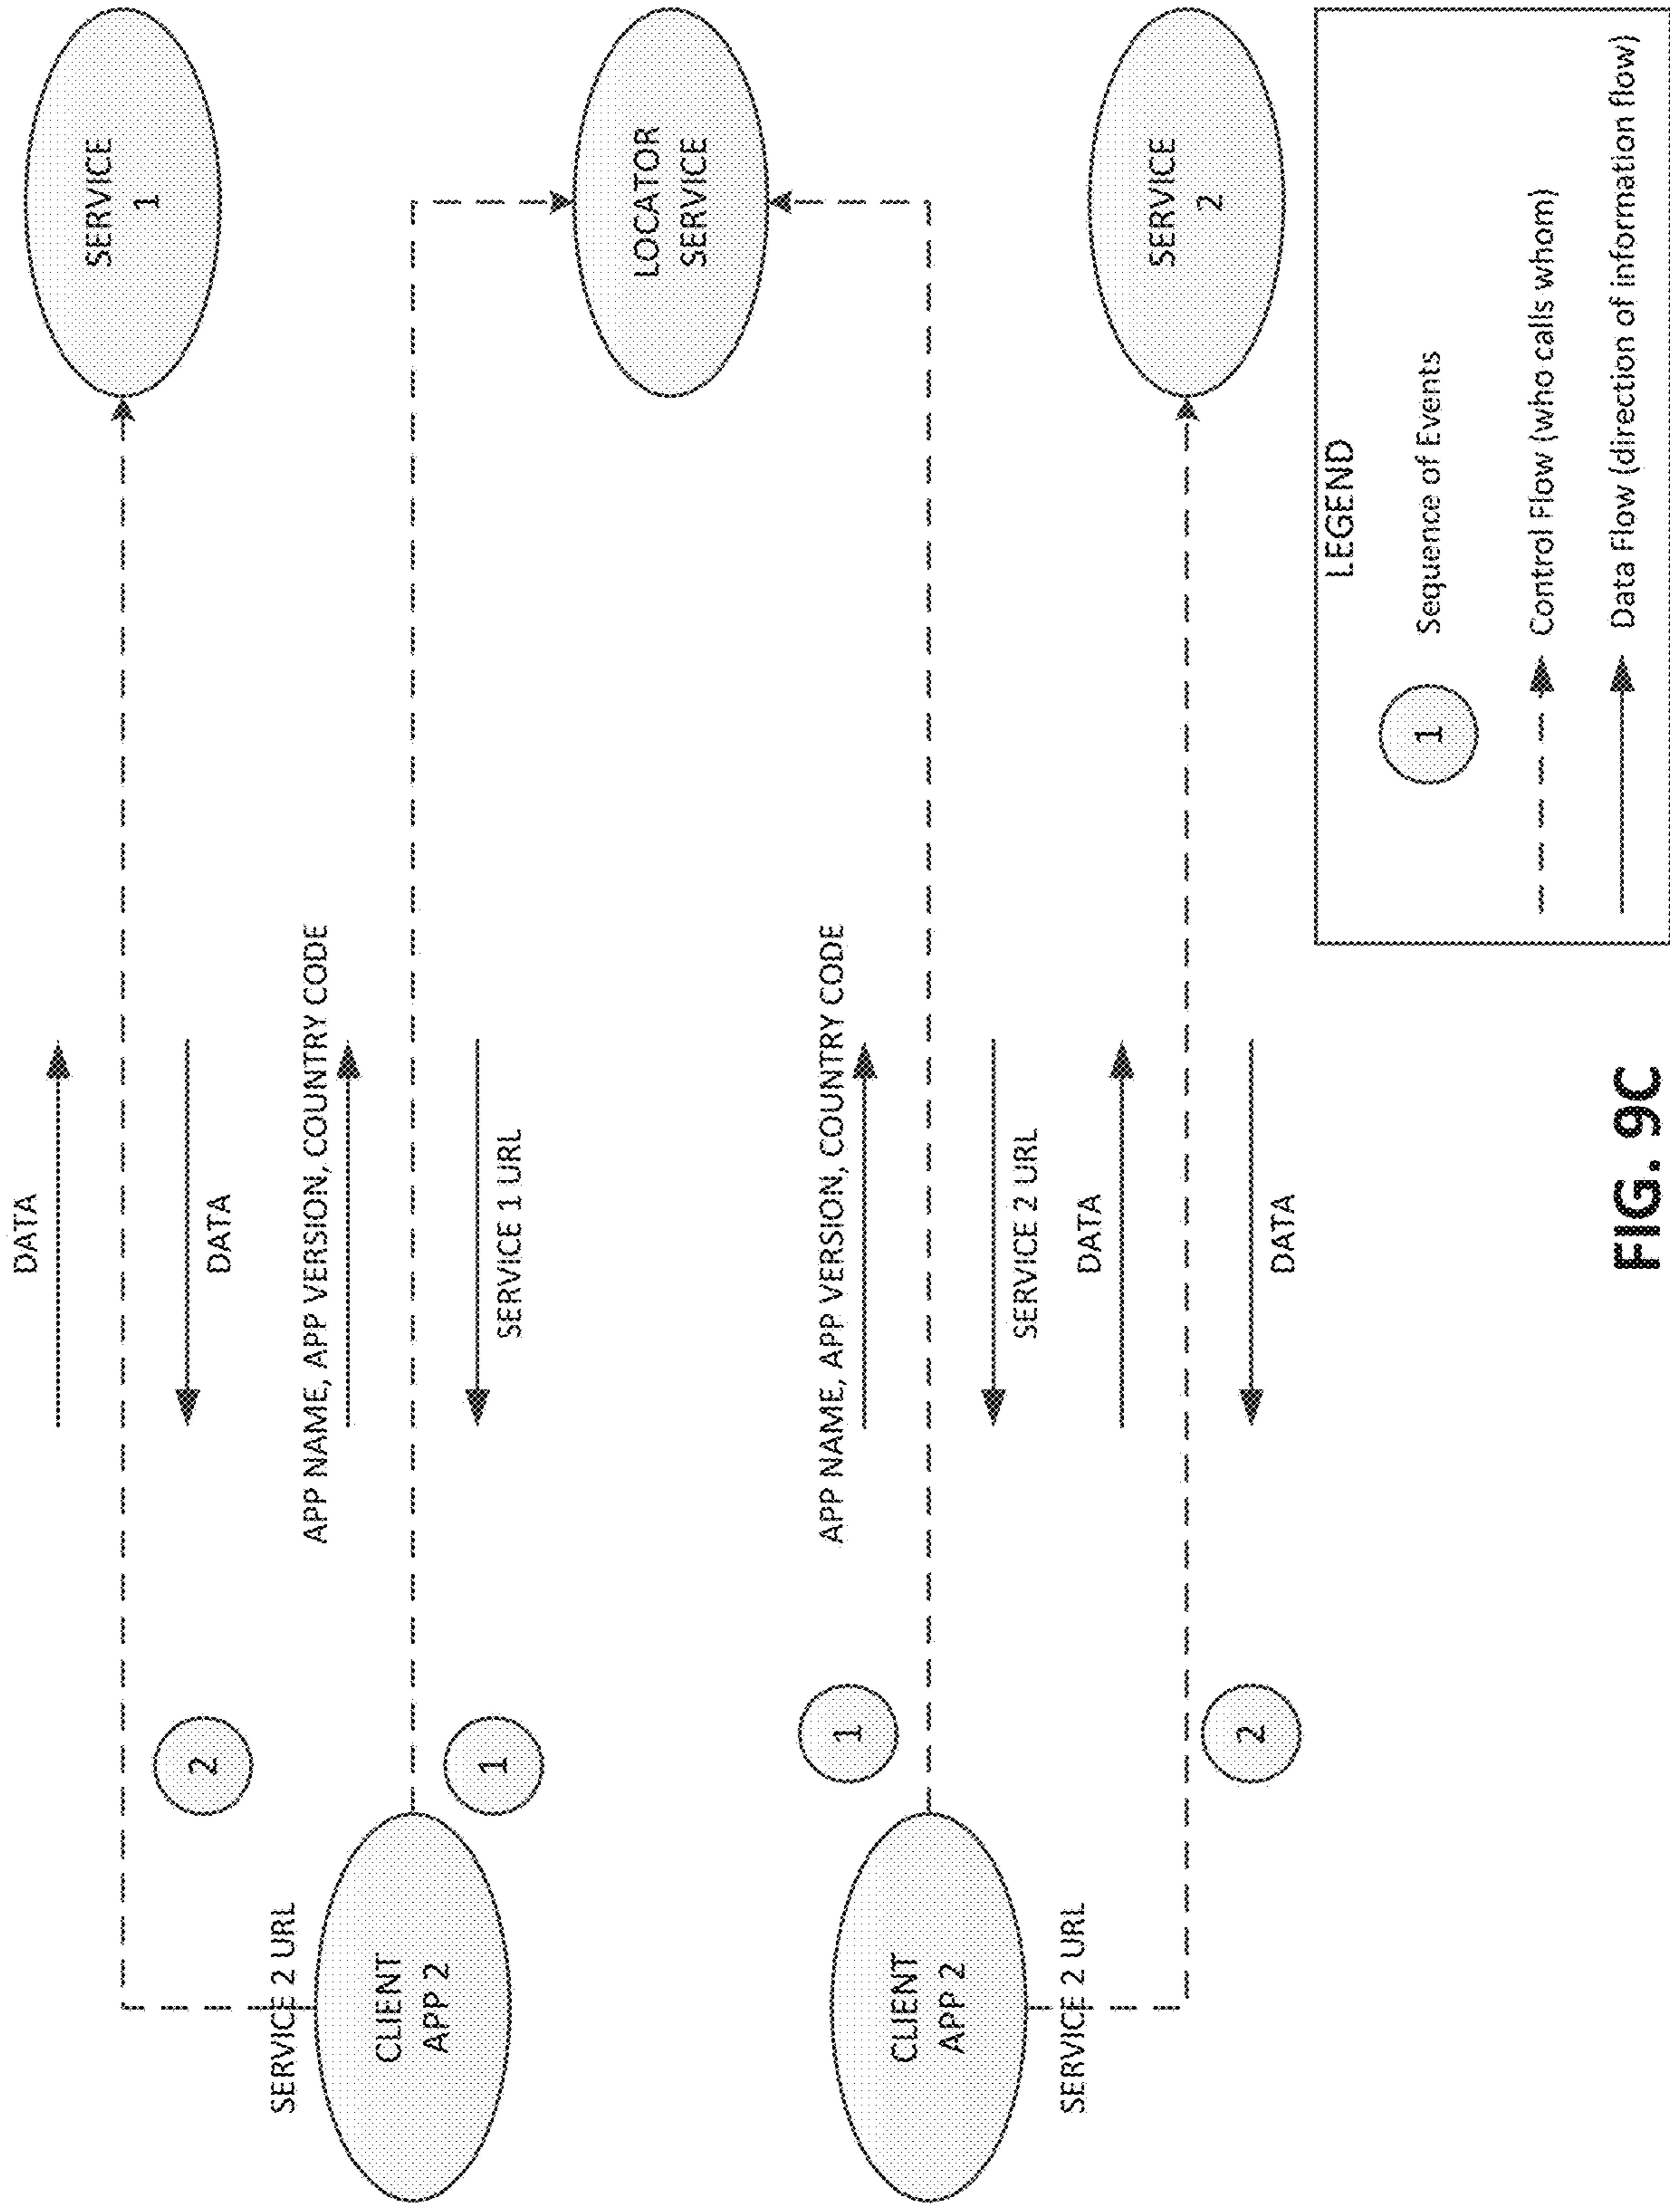 DATA
DATA
SERVICE
1
SERVICE 2 URL
2
APP NAME, APP VERSION, COUNTRY CODE
CLIENT
APP 2
1
SERVICE 1 URL
LOCATOR
SERVICE
APP NAME, APP VERSION, COUNTRY CODE
1
CLIENT
APP 2
SERVICE 2 URL
SERVICE 2 URL
DATA
SERVICE
2
2
DATA
LEGEND
1
Sequence of Events
Control Flow (who calls whom)
Data Flow (direction of information flow)
FIG. 9C